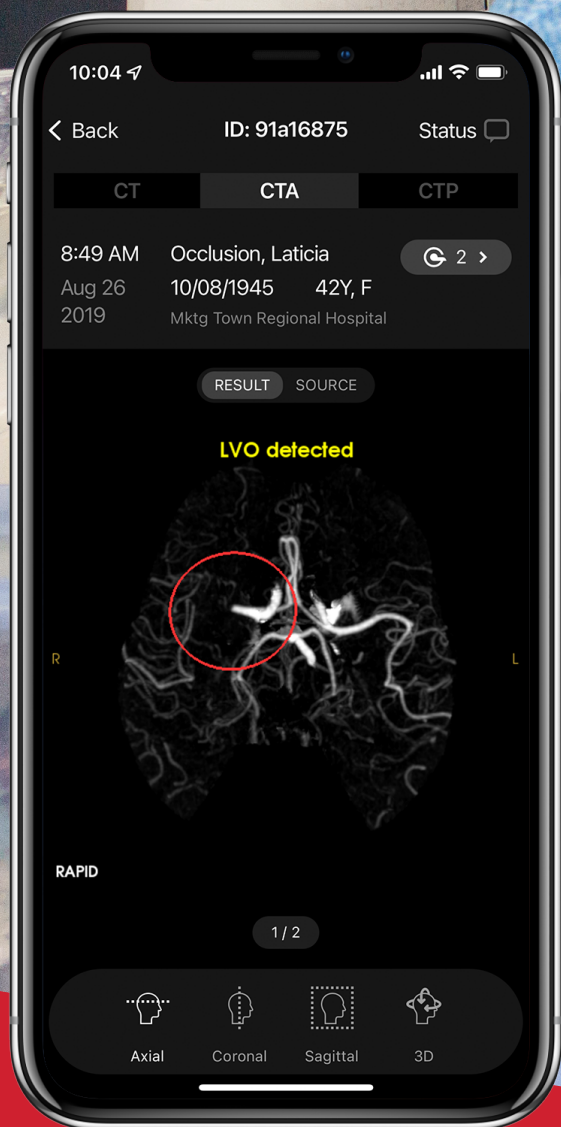 10:04
Back ID: 91a16875 Status
CT CTA CTP
8:49 AM Occlusion, Laticia 2
Aug 26 10/08/1945 42Y, F
2019 Mktg Town Regional Hospital
RESULT SOURCE
LVO detected
R L
RAPID
1 / 2
Axial Coronal Sagittal 3D